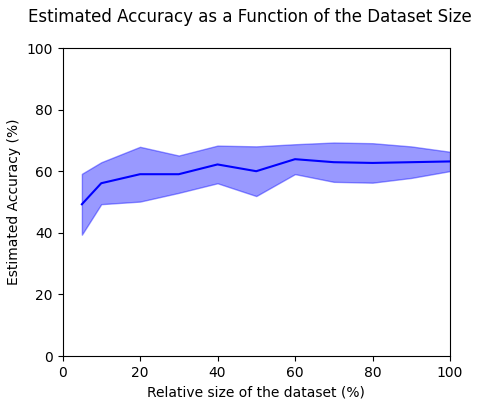 Estimated Accuracy as a Function of the Dataset Size
100
80
60
40
20
0
Estimated Accuracy (%)
0 20 40 60 80 100
Relative size of the dataset (%)